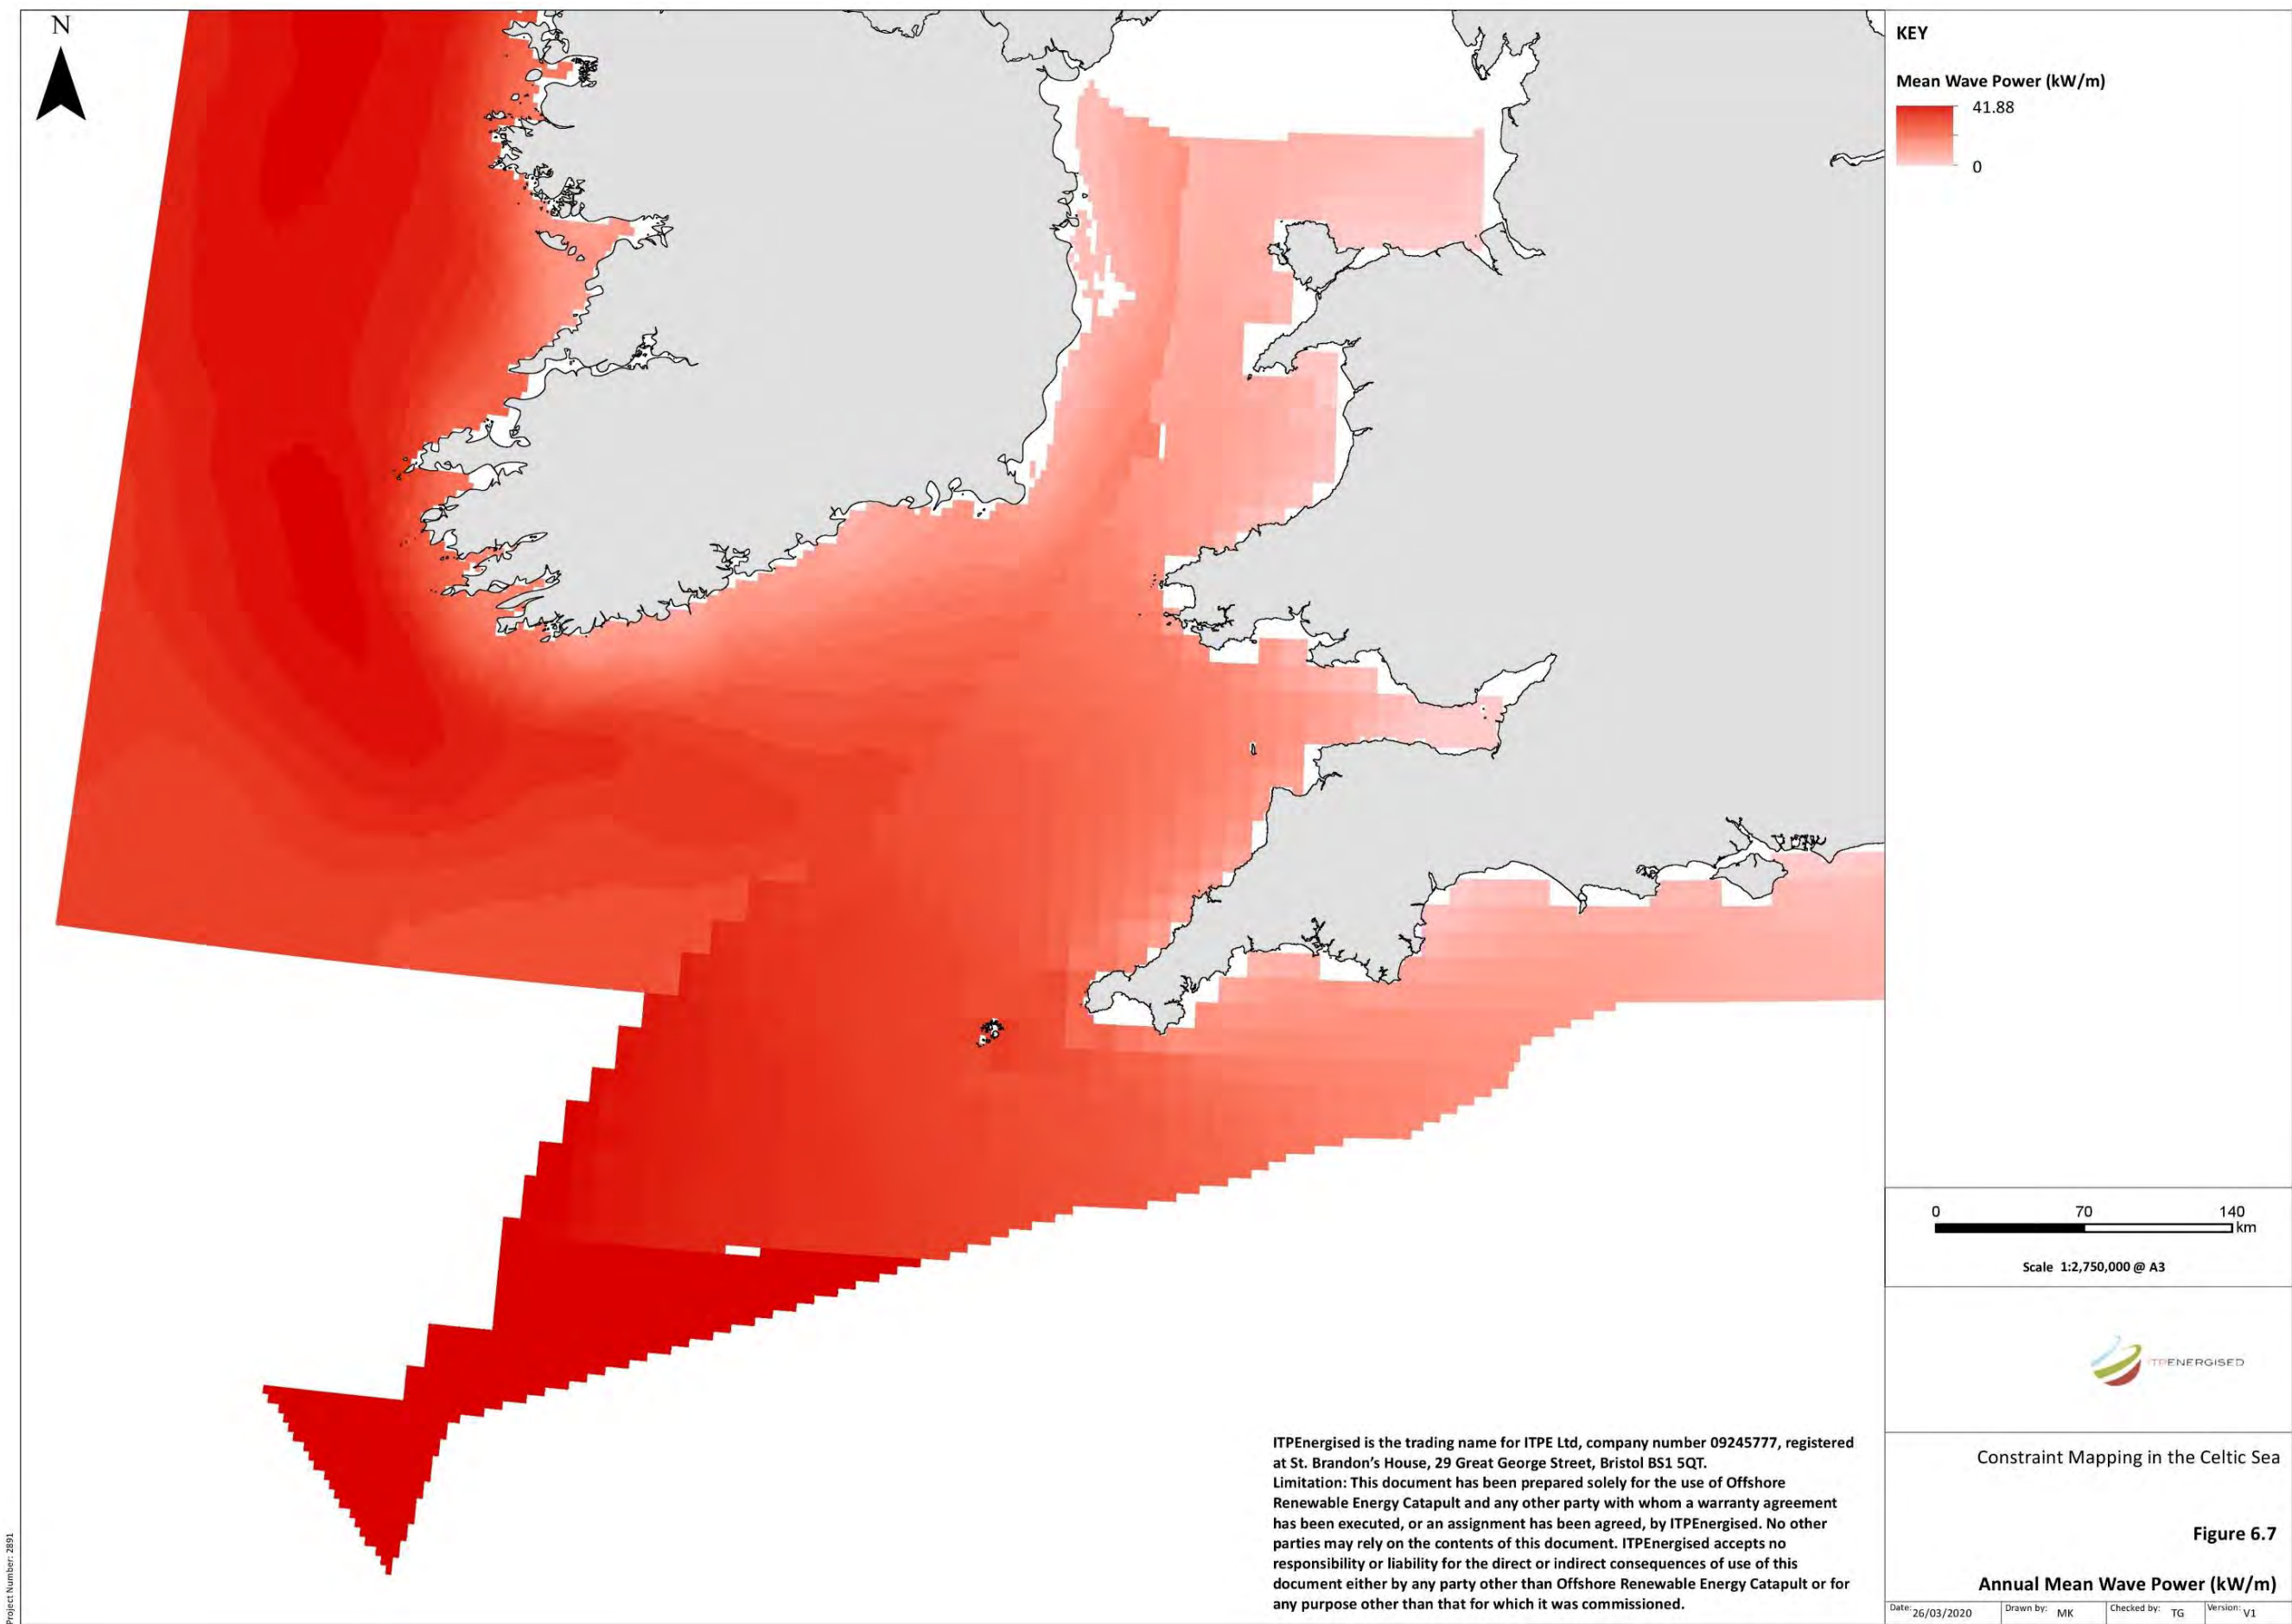 N
KEY
Mean Wave Power (kW/m)
41.88
0
0 70 140
km
Scale 1:2,750,000 @ A3
ITPENERGISED
ITPEnergised is the trading name for ITPE Ltd, company number 09245777, registered
at St. Brandon's House, 29 Great George Street, Bristol BS1 5QT.
Limitation: This document has been prepared solely for the use of Offshore
Renewable Energy Catapult and any other party with whom a warranty agreement
has been executed, or an assignment has been agreed, by ITPEnergised. No other
parties may rely on the contents of this document. ITPEnergised accepts no
responsibility or liability for the direct or indirect consequences of use of this
document either by any party other than Offshore Renewable Energy Catapult or for
any purpose other than that for which it was commissioned.
Constraint Mapping in the Celtic Sea
Figure 6.7
Annual Mean Wave Power (kW/m)
Date: 26/03/2020 Drawn by: MK Checked by: TG Version: V1
Project Number: 2891